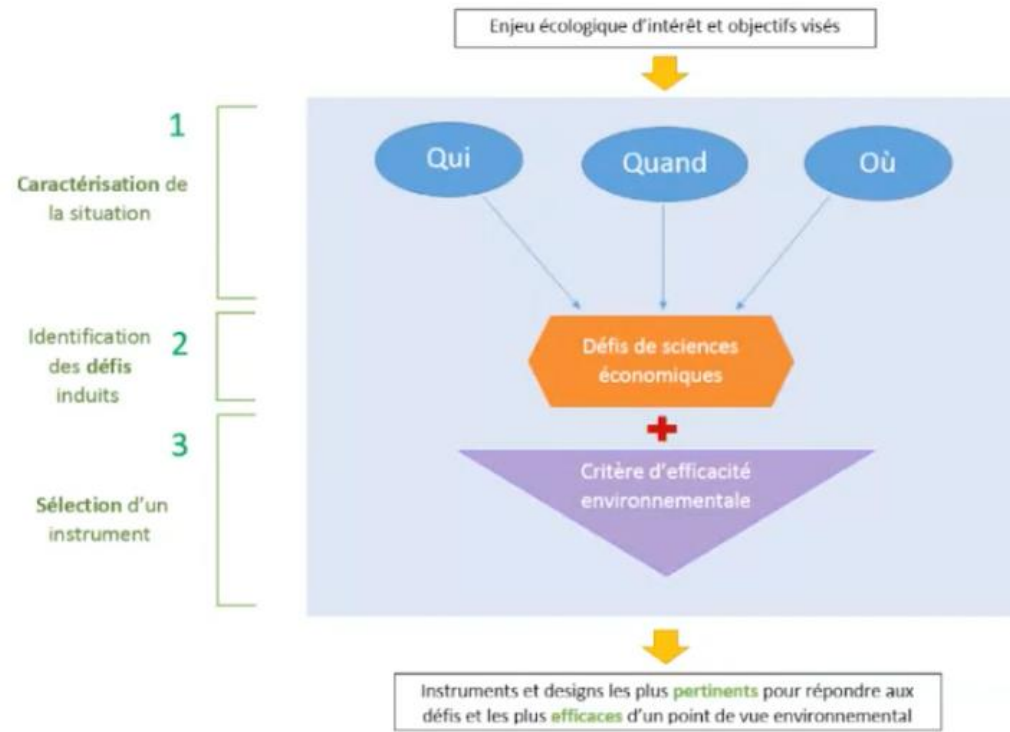 Enjeu écologique d'intérêt et objectifs visés
1
Caractérisation de
la situation
Qui
Quand
Où
Identification
des défis
induits
2
Défis de sciences
économiques
3
Sélection d'un
instrument
Critère d'efficacité
environnementale
Instruments et designs les plus pertinents pour répondre aux
défis et les plus efficaces d'un point de vue environnemental